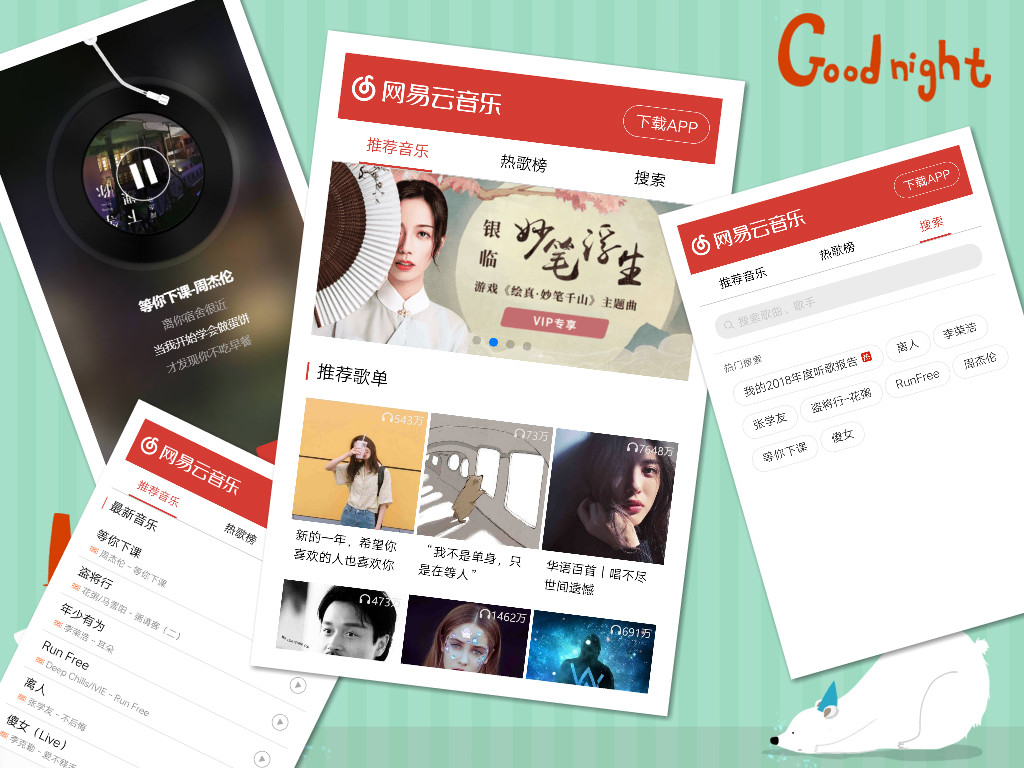 Good night
等你下课-周杰伦
离你宿舍很近
当我开始学会做蛋饼
才发现你不吃早餐
网易云音乐
下载APP
推荐音乐
热歌榜
搜索
银临
妙笔浮生
游戏《绘真·妙笔千山》主题曲
VIP专享
推荐歌单
543万
73万
7648万
新的一年，希望你
喜欢的人也喜欢你
“我不是单身，只
是在等人”
华语百首｜唱不尽
世间遗憾
473万
1462万
691万
网易云音乐
下载APP
推荐音乐
热歌榜
搜索
搜索歌曲、歌手
热门搜索
我的2018年度听歌报告 热
离人
李荣浩
张学友
盗将行-花粥
RunFree
周杰伦
等你下课
傻女
网易云音乐
推荐音乐
热歌榜
最新音乐
等你下课
周杰伦 - 等你下课
盗将行
花粥/马雪阳 - 粥请客（二）
年少有为
李荣浩 - 耳朵
Run Free
Deep Chills/IVIE - Run Free
离人
张学友 - 不后悔
傻女（Live）
李克勤 - 爱不释手